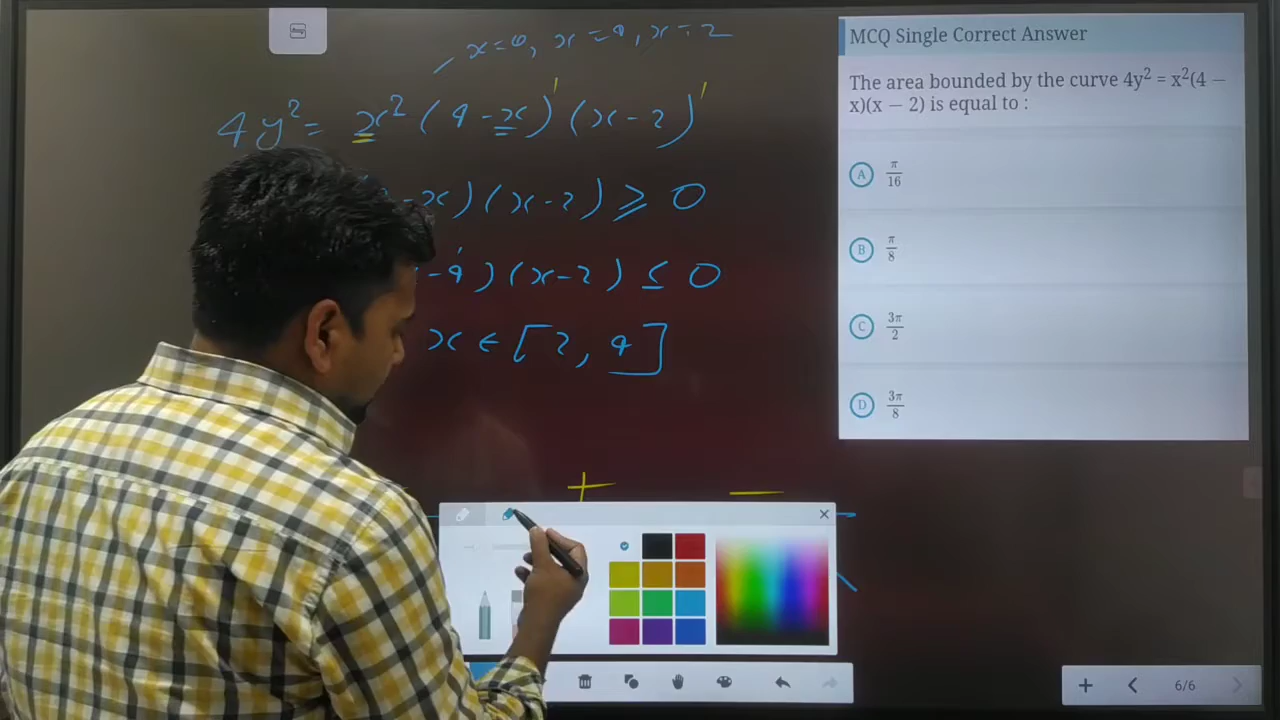 x=0, x=4, x=2
4y² = x²(4-x)¹(x-2)¹
-x)(x-2) ≥ 0
-4)(x-2) ≤ 0
x ∈ [2, 4]
+ −
MCQ Single Correct Answer
The area bounded by the curve 4y² = x²(4 −
x)(x − 2) is equal to :
A π/16
B π/8
C 3π/2
D 3π/8
6/6